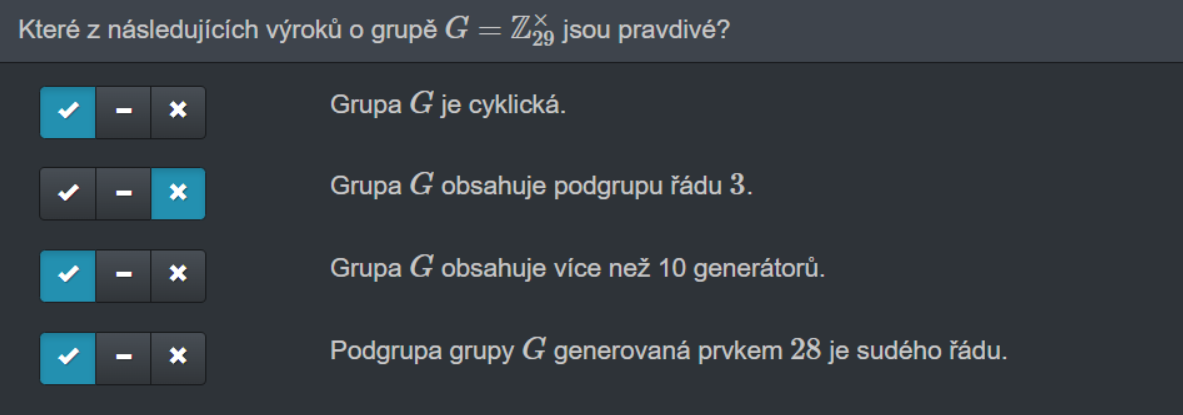 Které z následujících výroků o grupě $G = \mathbb{Z}_{29}^{\times}$ jsou pravdivé?
Grupa $G$ je cyklická.
Grupa $G$ obsahuje podgrupu řádu 3.
Grupa $G$ obsahuje více než 10 generátorů.
Podgrupa grupy $G$ generovaná prvkem 28 je sudého řádu.